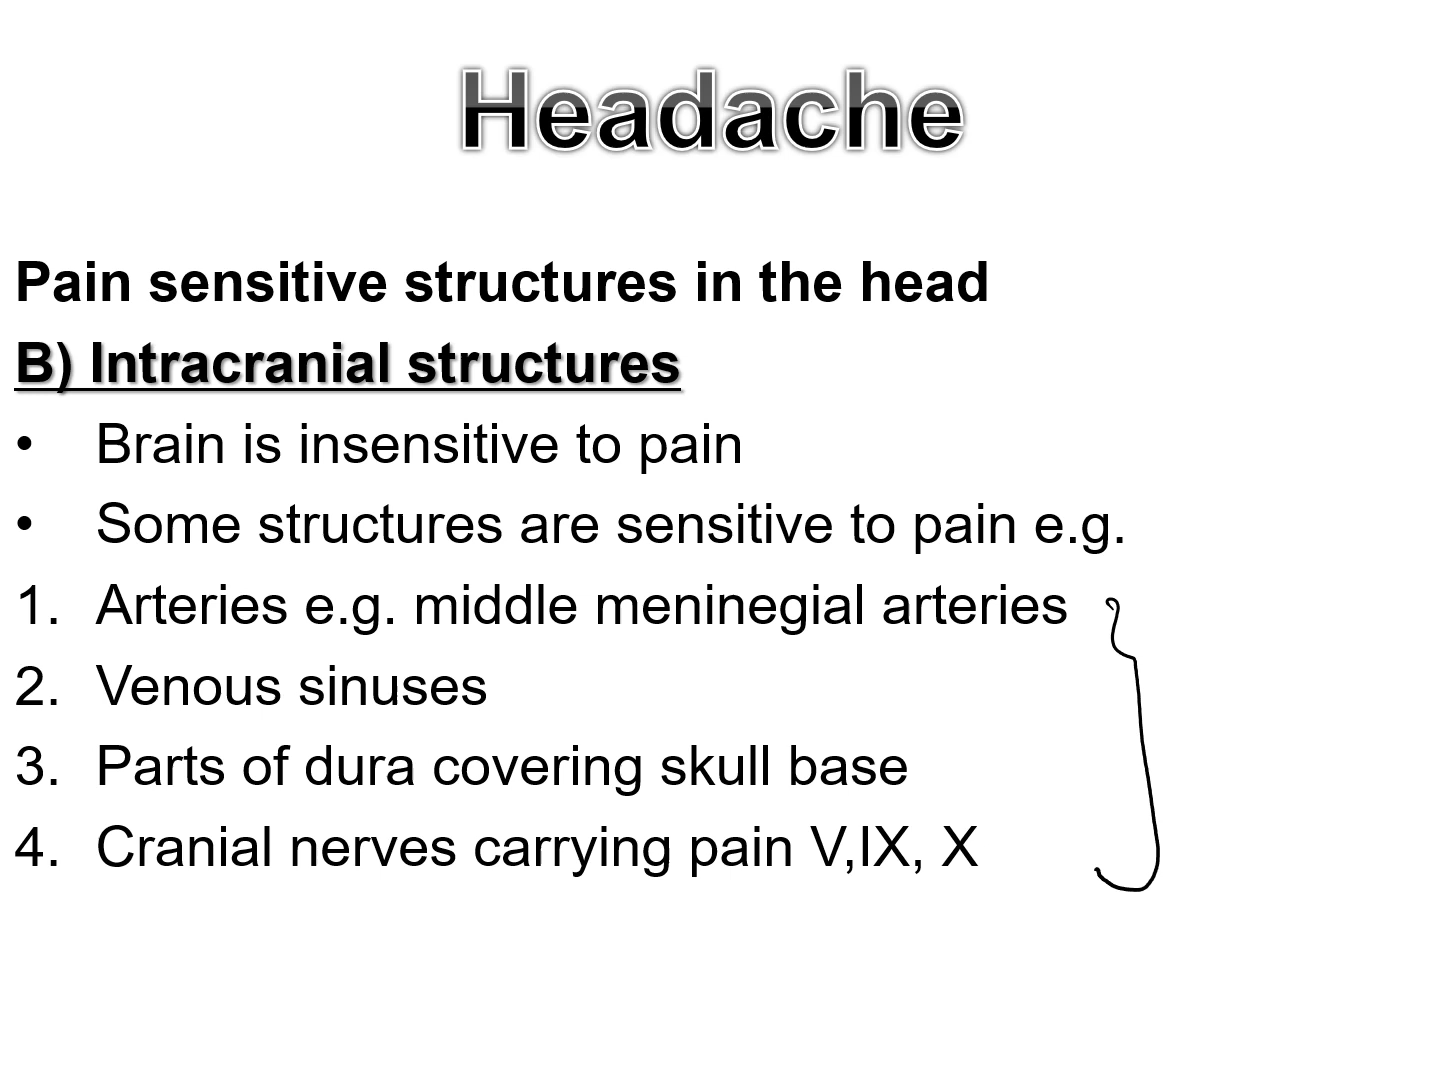 Headache
Pain sensitive structures in the head
B) Intracranial structures
• Brain is insensitive to pain
• Some structures are sensitive to pain e.g.
1. Arteries e.g. middle meninegial arteries
2. Venous sinuses
3. Parts of dura covering skull base
4. Cranial nerves carrying pain V,IX, X